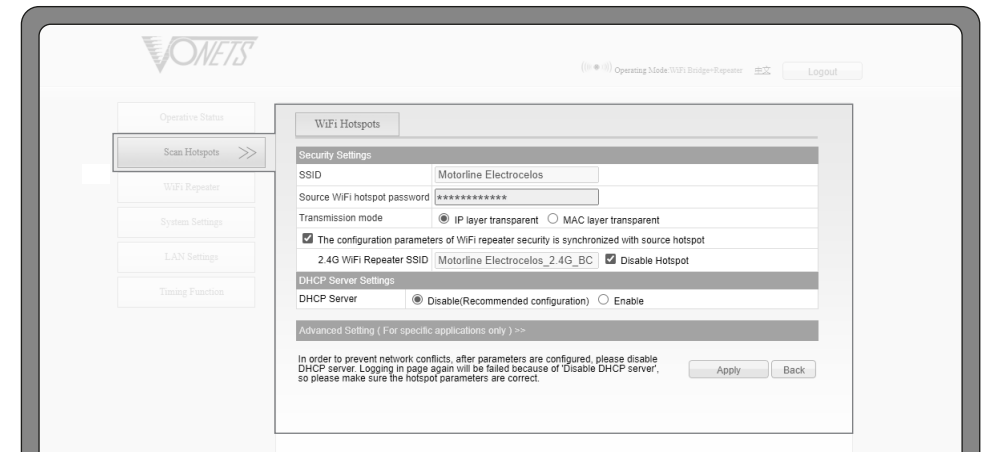 VONETS
Operating Mode:WiFi Bridge+Repeater 中文 Logout
Operative Status
Scan Hotspots >>
WiFi Repeater
System Settings
LAN Settings
Timing Function
WiFi Hotspots
Security Settings
SSID Motorline Electrocelos
Source WiFi hotspot password ************
Transmission mode IP layer transparent MAC layer transparent
The configuration parameters of WiFi repeater security is synchronized with source hotspot
2.4G WiFi Repeater SSID Motorline Electrocelos_2.4G_BC Disable Hotspot
DHCP Server Settings
DHCP Server Disable(Recommended configuration) Enable
Advanced Setting ( For specific applications only ) >>
In order to prevent network conflicts, after parameters are configured, please disable
DHCP server. Logging in page again will be failed because of 'Disable DHCP server',
so please make sure the hotspot parameters are correct.
Apply Back